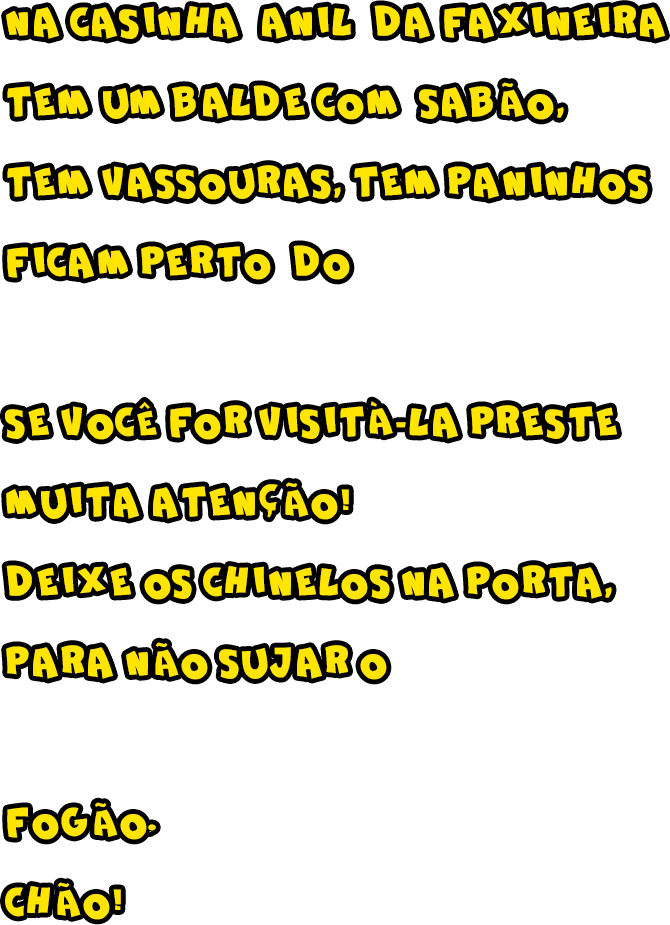 NA CASINHA ANIL DA FAXINEIRA
TEM UM BALDE COM SABÃO,
TEM VASSOURAS, TEM PANINHOS
FICAM PERTO DO
SE VOCÊ FOR VISITÀ-LA PRESTE
MUITA ATENÇÃO!
DEIXE OS CHINELOS NA PORTA,
PARA NÃO SUJAR O
FOGÃO.
CHÃO!